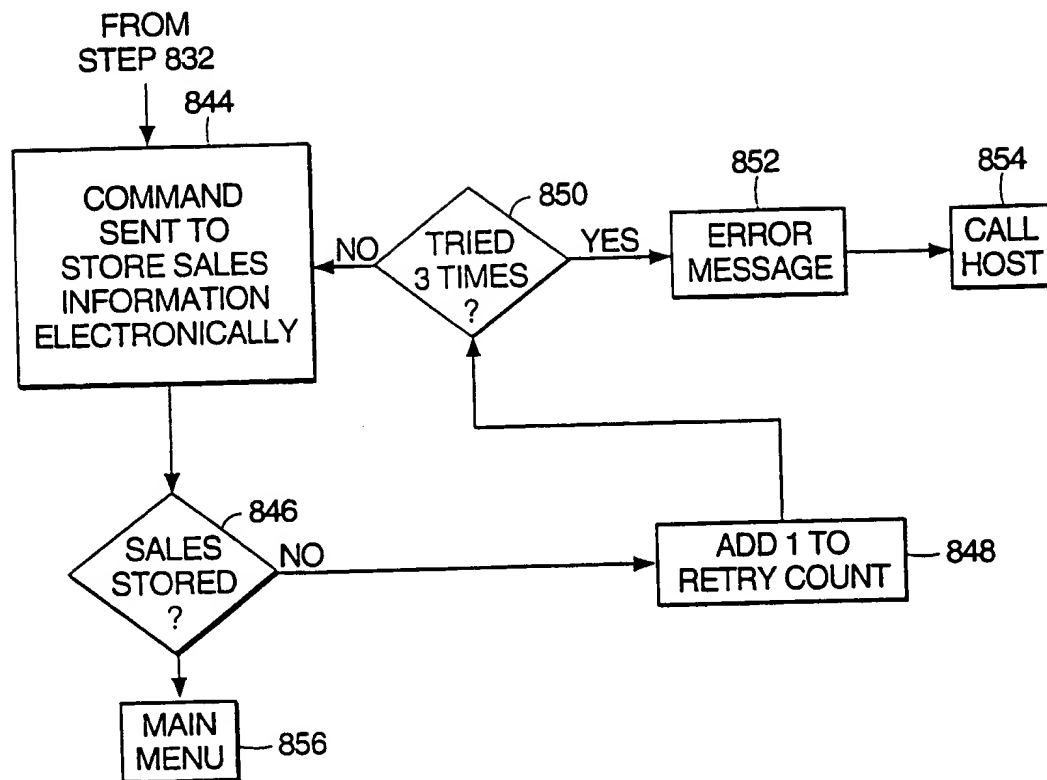 FROM
STEP 832
844
COMMAND
SENT TO
STORE SALES
INFORMATION
ELECTRONICALLY
NO
850
TRIED
3 TIMES
?
YES
852
ERROR
MESSAGE
854
CALL
HOST
846
SALES
STORED
?
NO
ADD 1 TO
RETRY COUNT
848
MAIN
MENU
856